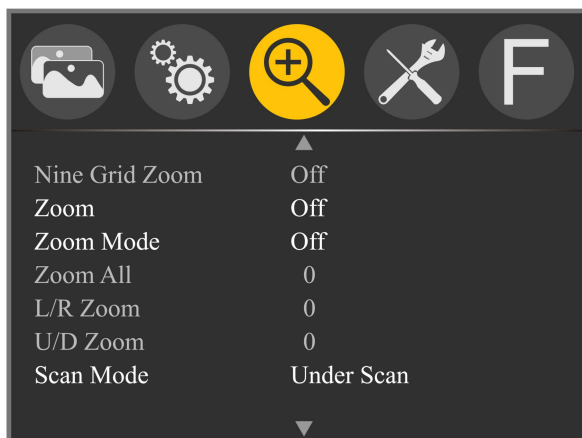 F
Nine Grid Zoom Off
Zoom Off
Zoom Mode Off
Zoom All 0
L/R Zoom 0
U/D Zoom 0
Scan Mode Under Scan